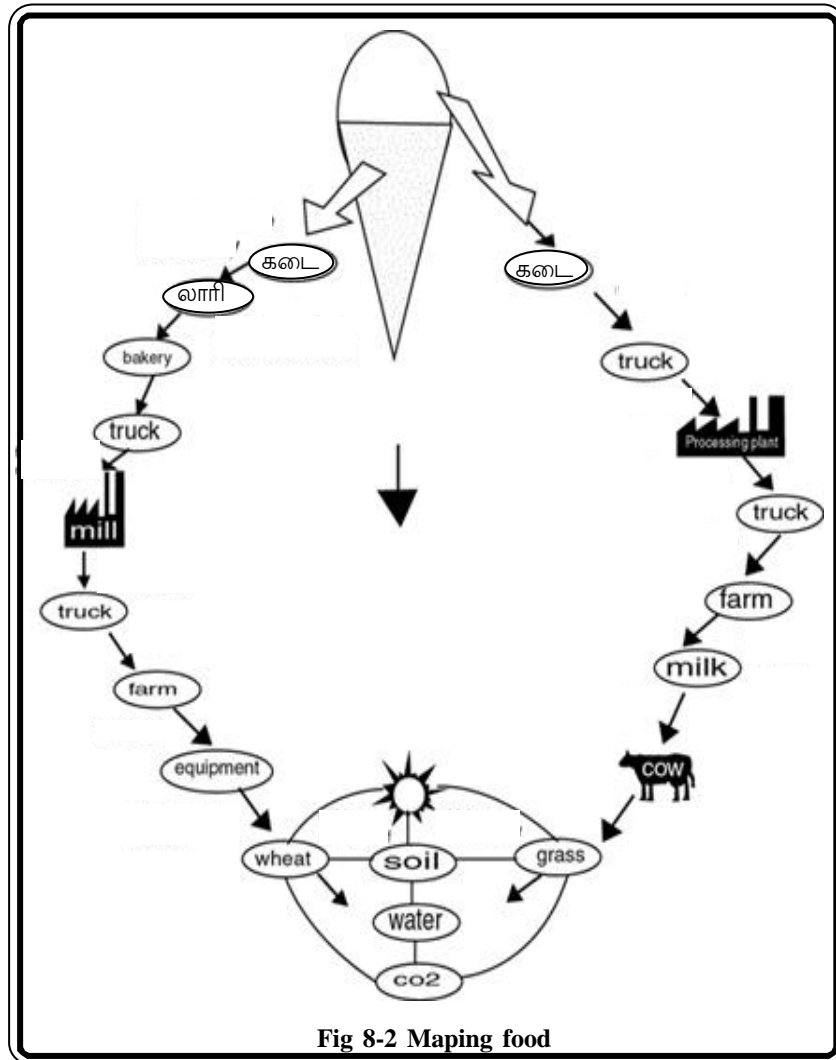 கடை
கடை
லாரி
bakery
truck
truck
Processing plant
mill
truck
truck
farm
milk
farm
equipment
cow
wheat
soil
grass
water
co2
Fig 8-2 Maping food